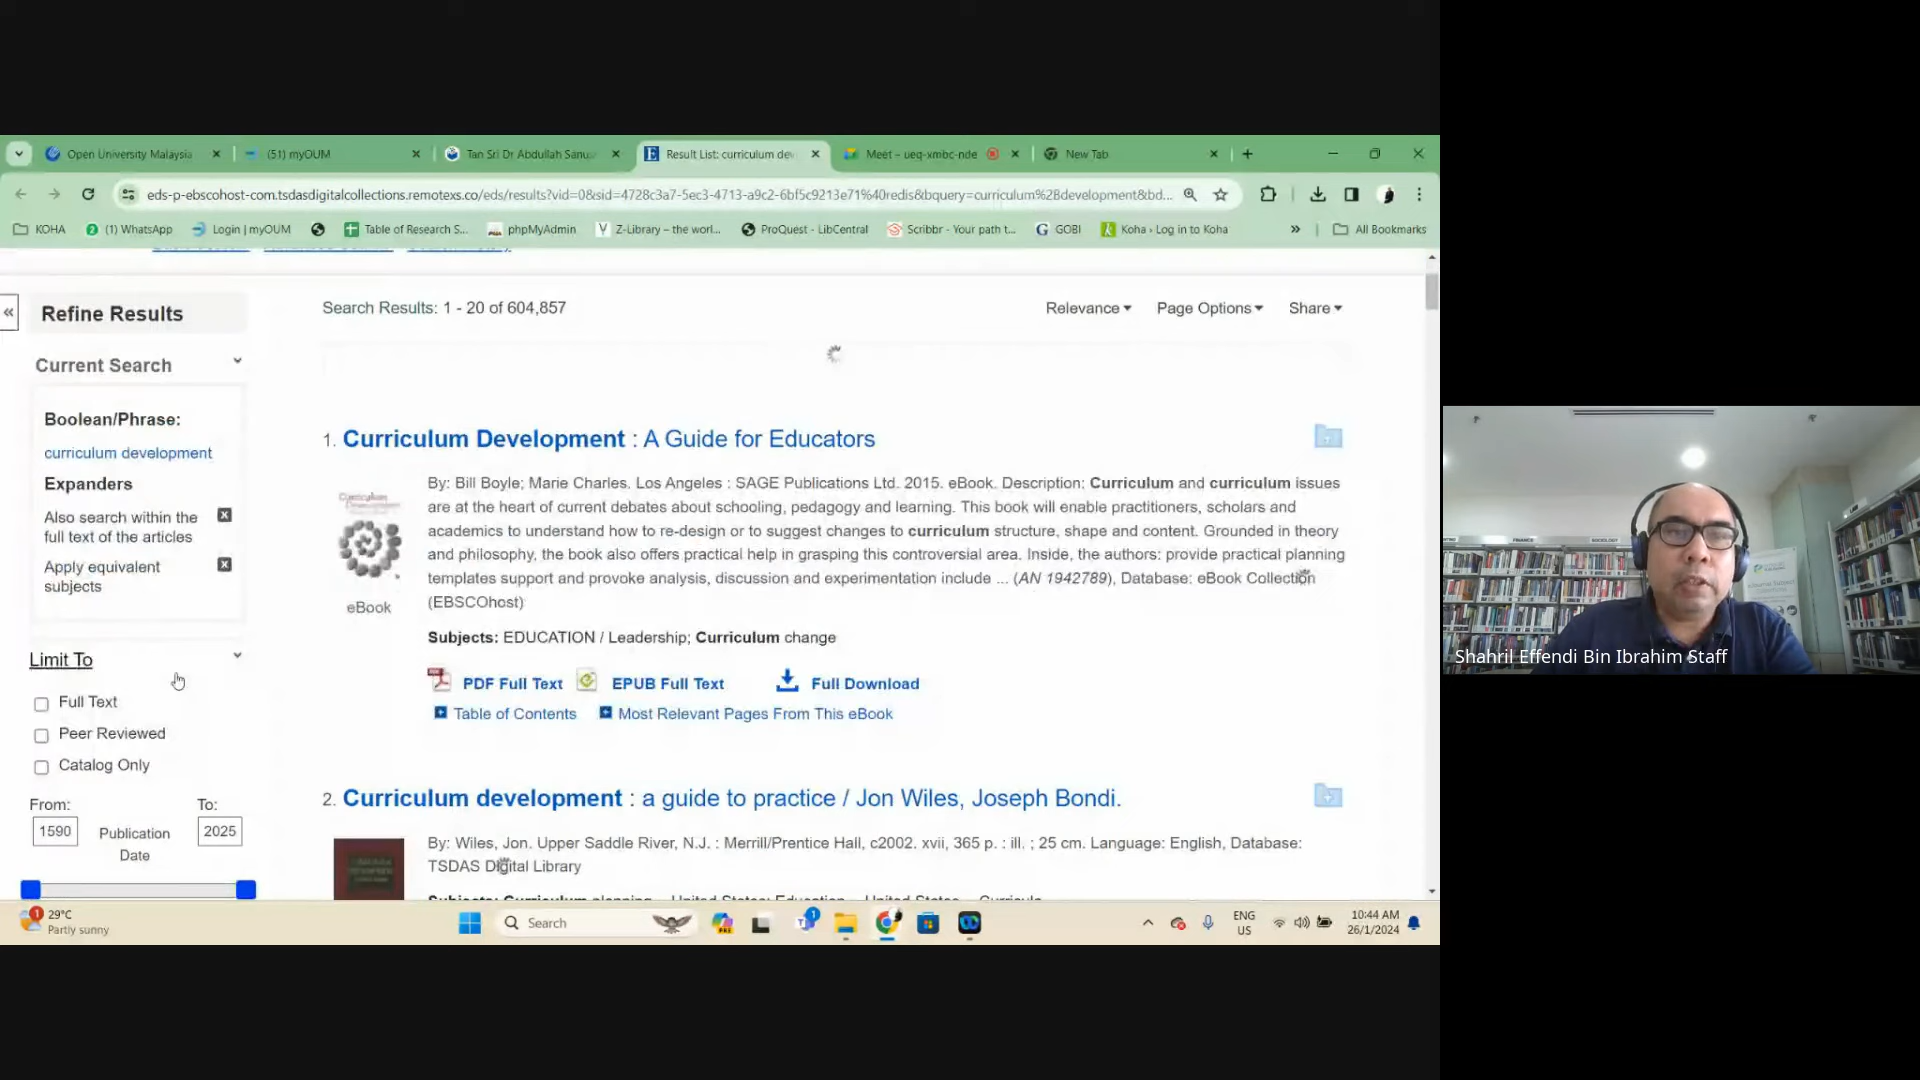 Open University Malaysia
(51) myOUM
Tan Sri Dr Abdullah Sanu
Result List: curriculum de
Meet – ueq-xmbc-nde
New Tab
eds-p-ebscohost-com.tsdasdigitalcollections.remotexs.co/eds/results?vid=0&sid=4728c3a7-5ec3-4713-a9c2-6bf5c9213e71%40redis&bquery=curriculum%2Bdevelopment&bd...
KOHA
(1) WhatsApp
Login | myOUM
Table of Research S...
phpMyAdmin
Z-Library – the worl...
ProQuest - LibCentral
Scribbr - Your path t...
GOBI
Koha › Log in to Koha
»
All Bookmarks
«
Refine Results
Search Results: 1 - 20 of 604,857
Relevance
Page Options
Share
Current Search
Boolean/Phrase:
curriculum development
Expanders
Also search within the
full text of the articles
Apply equivalent
subjects
Limit To
Full Text
Peer Reviewed
Catalog Only
From:
To:
1590
Publication
Date
2025
1. Curriculum Development : A Guide for Educators
By: Bill Boyle; Marie Charles. Los Angeles : SAGE Publications Ltd. 2015. eBook. Description: Curriculum and curriculum issues
are at the heart of current debates about schooling, pedagogy and learning. This book will enable practitioners, scholars and
academics to understand how to re-design or to suggest changes to curriculum structure, shape and content. Grounded in theory
and philosophy, the book also offers practical help in grasping this controversial area. Inside, the authors: provide practical planning
templates support and provoke analysis, discussion and experimentation include ... (AN 1942789), Database: eBook Collection
(EBSCOhost)
eBook
Subjects: EDUCATION / Leadership; Curriculum change
PDF Full Text
EPUB Full Text
Full Download
Table of Contents
Most Relevant Pages From This eBook
2. Curriculum development : a guide to practice / Jon Wiles, Joseph Bondi.
By: Wiles, Jon. Upper Saddle River, N.J. : Merrill/Prentice Hall, c2002. xvii, 365 p. : ill. ; 25 cm. Language: English, Database:
TSDAS Digital Library
Subjects: Curriculum planning -- United States; Education -- United States -- Curricula
1
29°C
Partly sunny
Search
1
ENG
US
10:44 AM
26/1/2024
Shahril Effendi Bin Ibrahim Staff